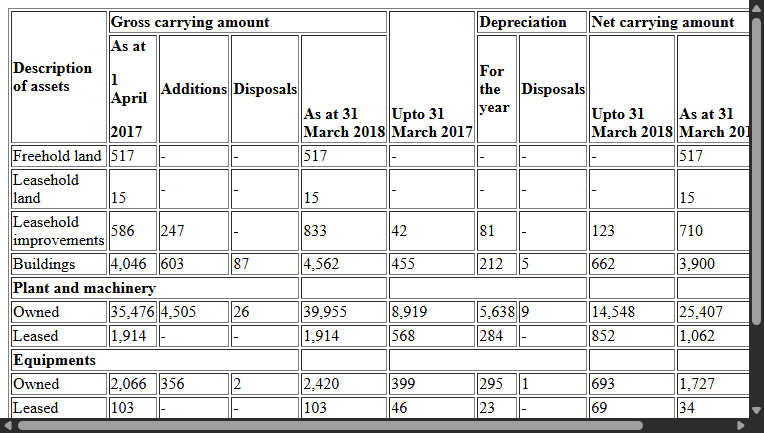 Gross carrying amount Depreciation Net carrying amount
Description of assets As at 1 April 2017 Additions Disposals As at 31 March 2018 Upto 31 March 2017 For the year Disposals Upto 31 March 2018 As at 31 March
Freehold land 517 - - 517 - - - - 517
Leasehold land 15 - - 15 - - - - 15
Leasehold improvements 586 247 - 833 42 81 - 123 710
Buildings 4,046 603 87 4,562 455 212 5 662 3,900
Plant and machinery
Owned 35,476 4,505 26 39,955 8,919 5,638 9 14,548 25,407
Leased 1,914 - - 1,914 568 284 - 852 1,062
Equipments
Owned 2,066 356 2 2,420 399 295 1 693 1,727
Leased 103 - - 103 46 23 - 69 34